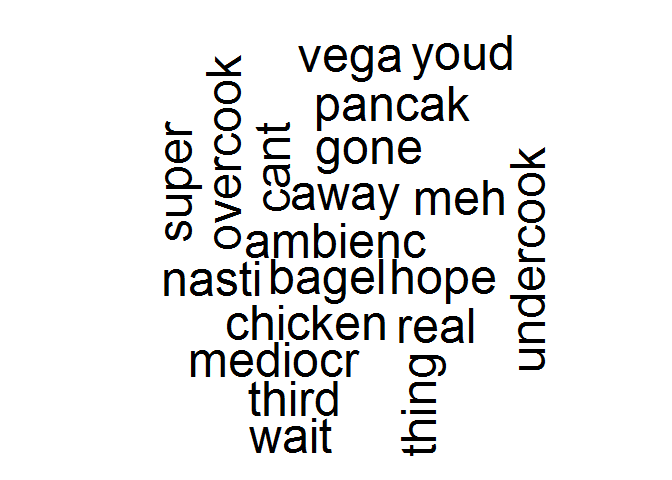 vega youd
pancak
gone
super
overcook
cant
away meh
undercook
ambienc
nasti bagel hope
chicken real
mediocr
thing
third
wait